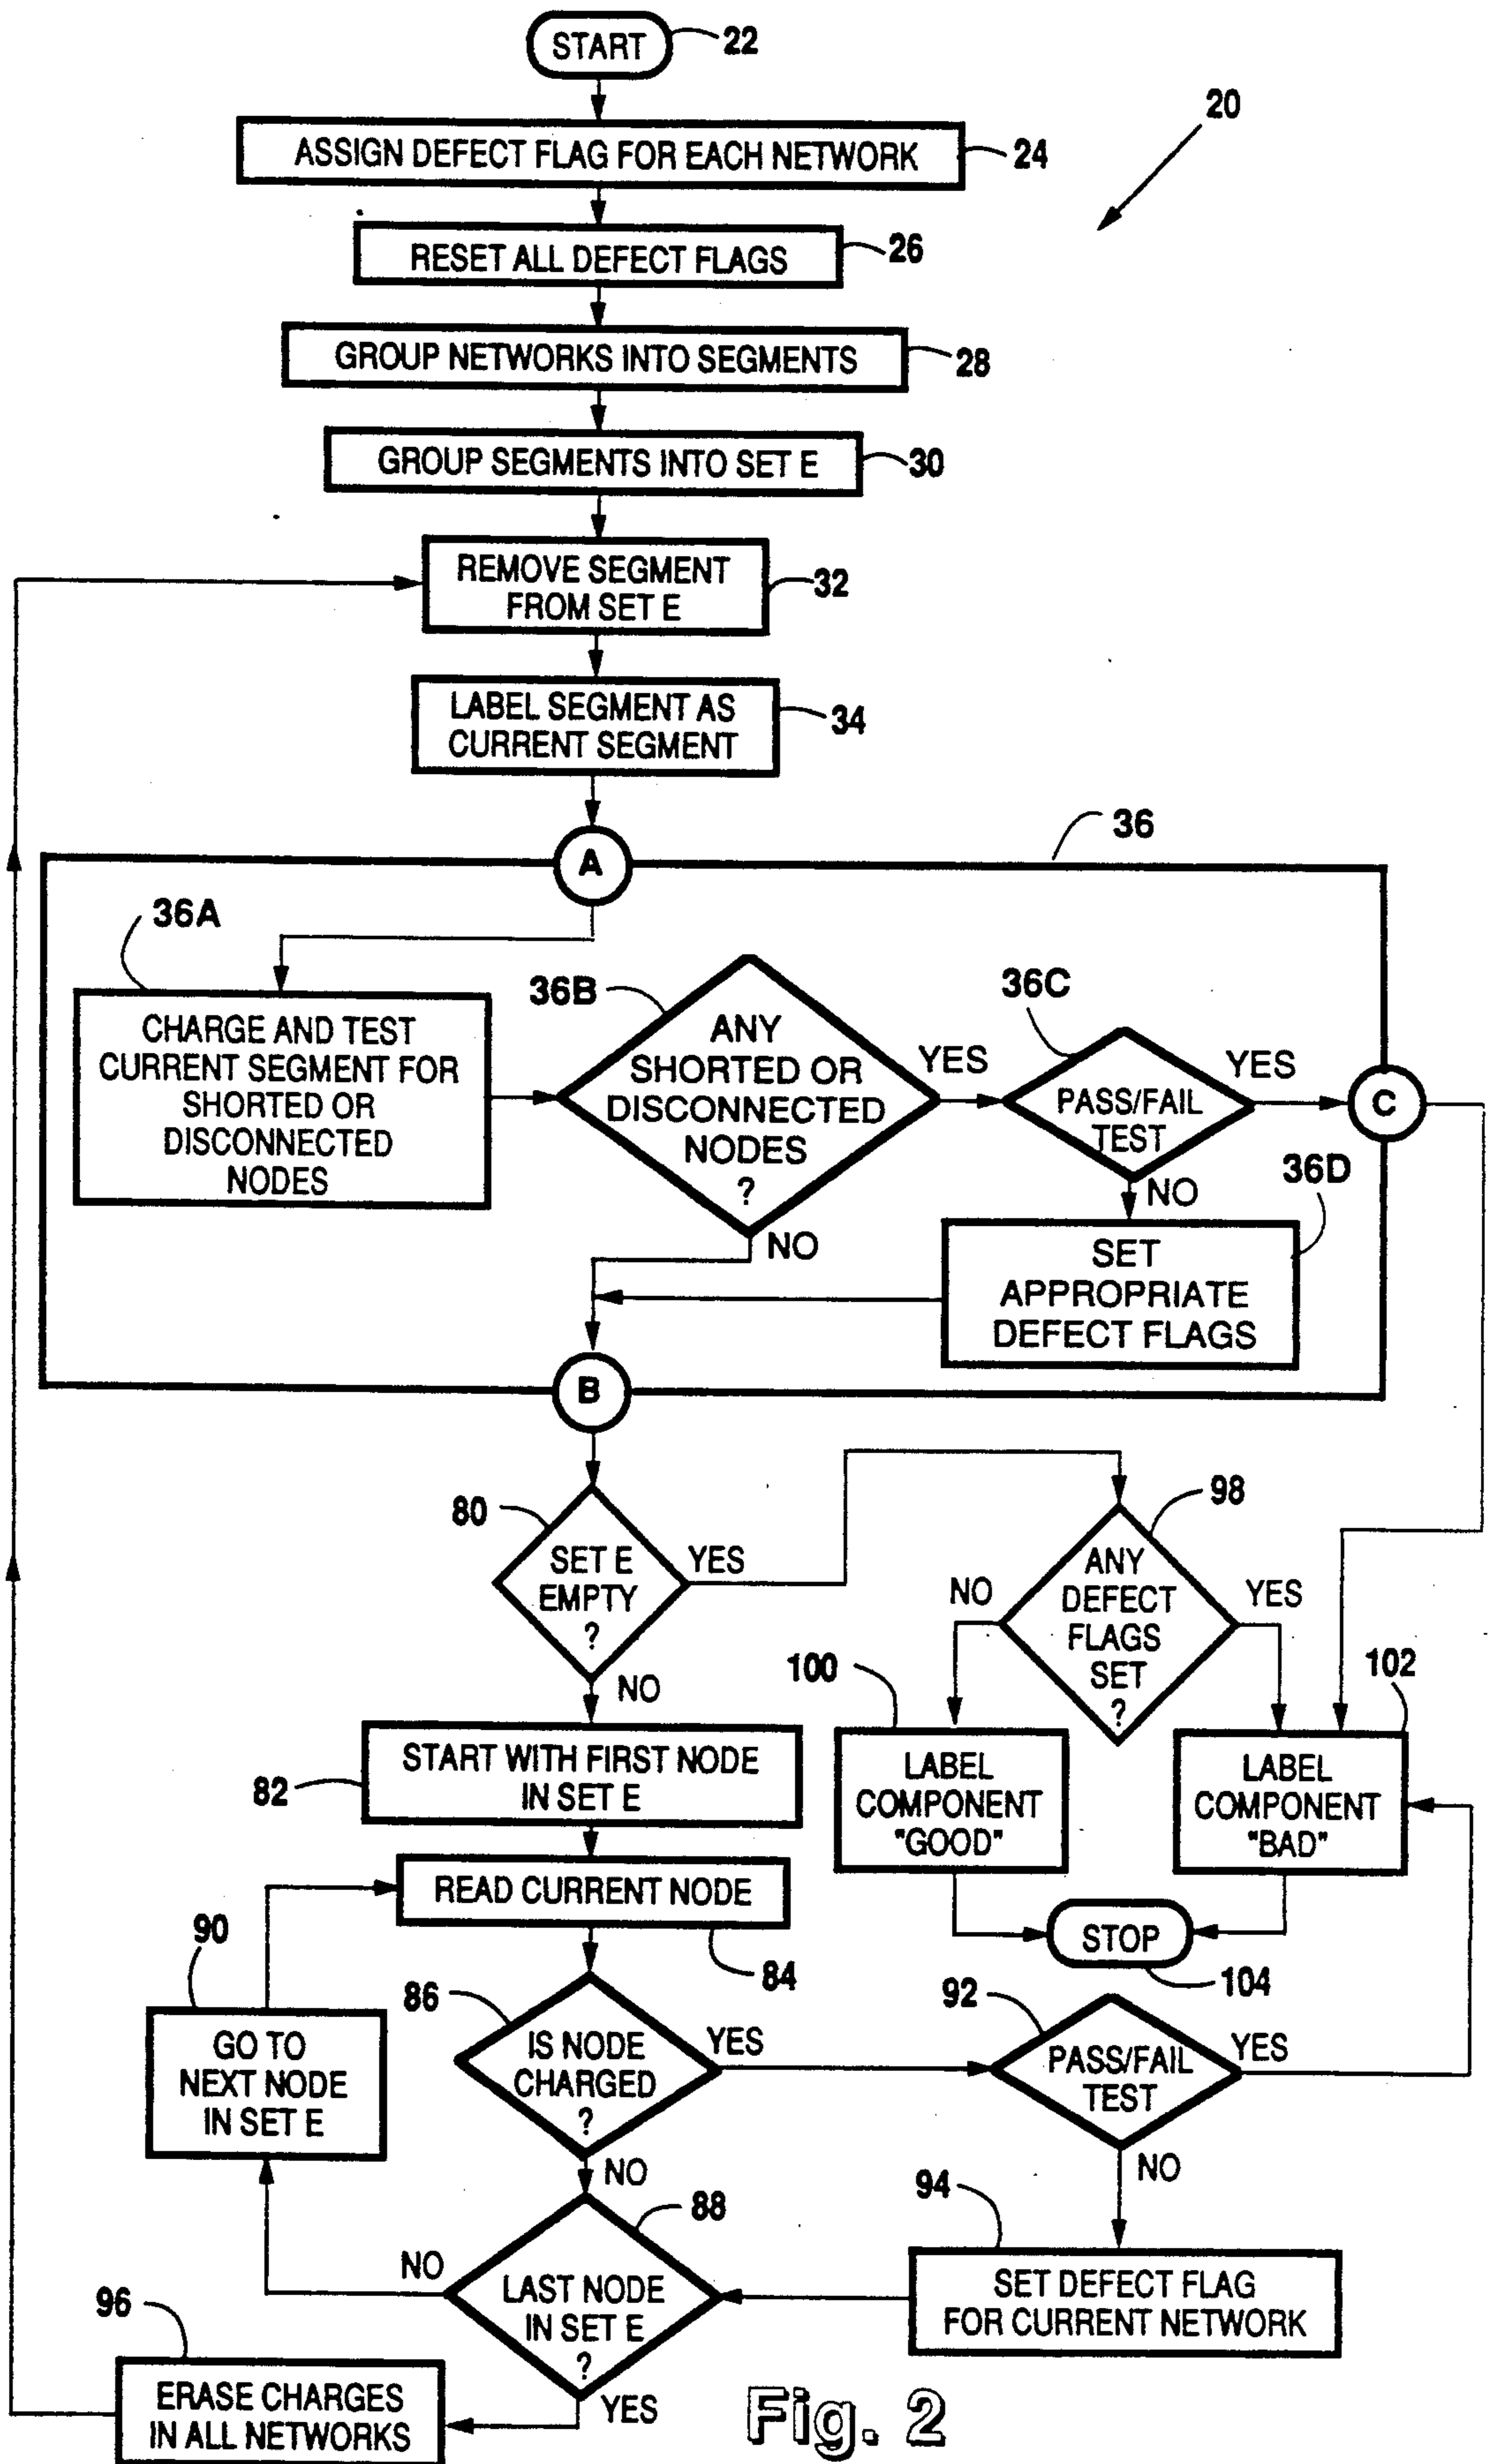 START
22
20
ASSIGN DEFECT FLAG FOR EACH NETWORK
24
RESET ALL DEFECT FLAGS
26
GROUP NETWORKS INTO SEGMENTS
28
GROUP SEGMENTS INTO SET E
30
REMOVE SEGMENT
FROM SET E
32
LABEL SEGMENT AS
CURRENT SEGMENT
34
36
A
36A
CHARGE AND TEST
CURRENT SEGMENT FOR
SHORTED OR
DISCONNECTED
NODES
36B
ANY
SHORTED OR
DISCONNECTED
NODES
?
YES
NO
36C
PASS/FAIL
TEST
YES
NO
C
36D
SET
APPROPRIATE
DEFECT FLAGS
B
80
SET E
EMPTY
?
YES
NO
98
ANY
DEFECT
FLAGS
SET
?
NO
YES
100
LABEL
COMPONENT
"GOOD"
102
LABEL
COMPONENT
"BAD"
STOP
104
82
START WITH FIRST NODE
IN SET E
READ CURRENT NODE
84
90
GO TO
NEXT NODE
IN SET E
86
IS NODE
CHARGED
?
YES
NO
92
PASS/FAIL
TEST
YES
NO
94
SET DEFECT FLAG
FOR CURRENT NETWORK
88
LAST NODE
IN SET E
?
NO
YES
96
ERASE CHARGES
IN ALL NETWORKS
Fig. 2